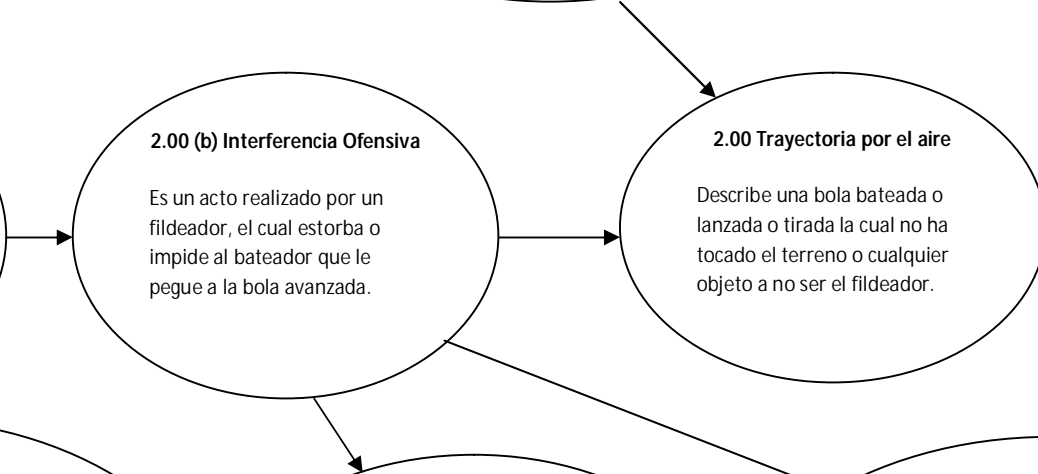 2.00 (b) Interferencia Ofensiva
Es un acto realizado por un
fildeador, el cual estorba o
impide al bateador que le
pegue a la bola avanzada.
2.00 Trayectoria por el aire
Describe una bola bateada o
lanzada o tirada la cual no ha
tocado el terreno o cualquier
objeto a no ser el fildeador.